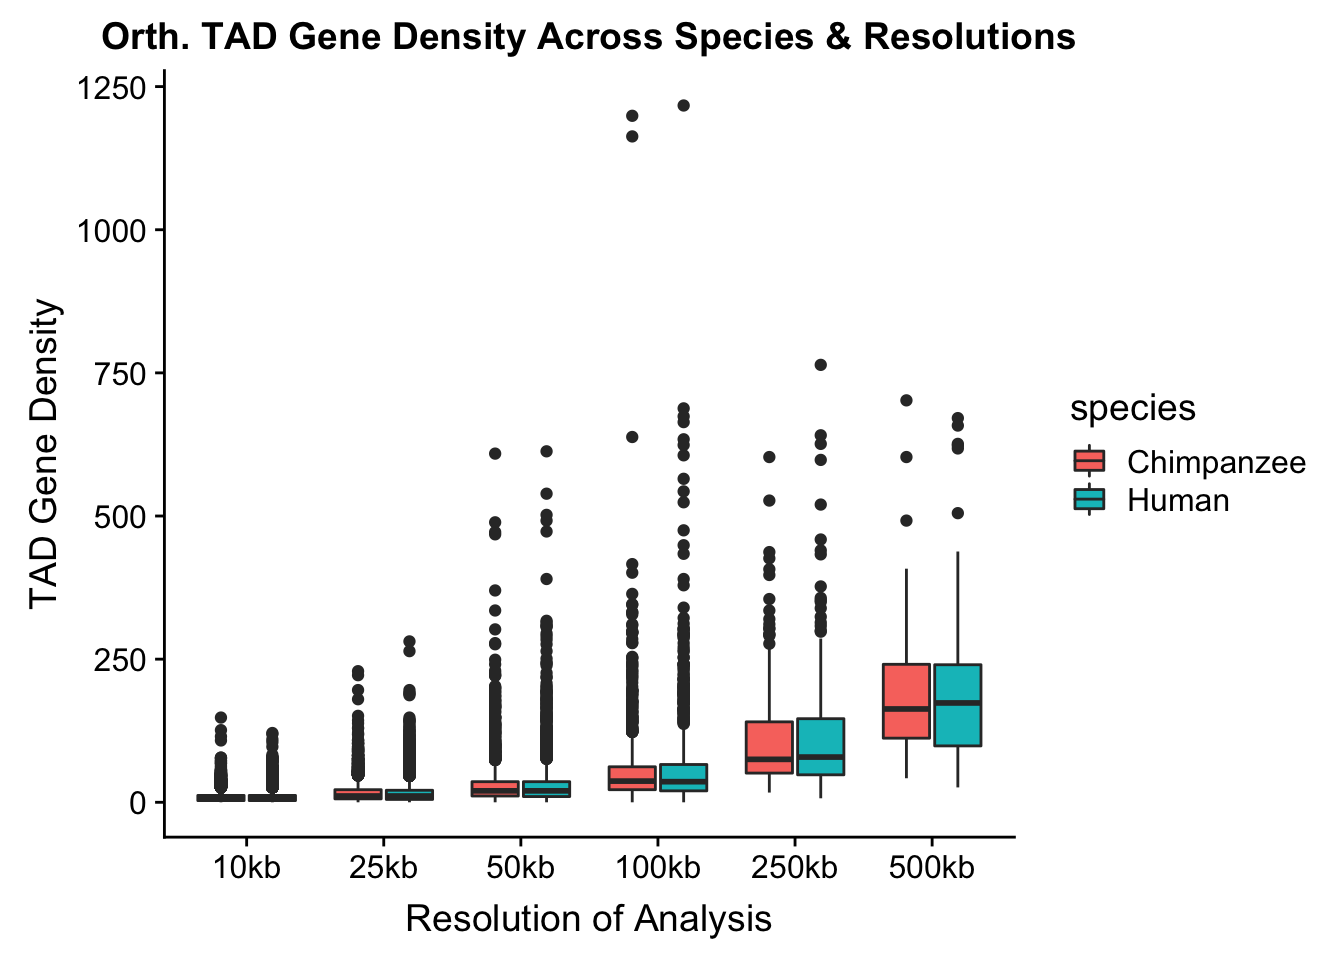 Orth. TAD Gene Density Across Species & Resolutions
1250
1000
750
500
250
0
TAD Gene Density
10kb 25kb 50kb 100kb 250kb 500kb
Resolution of Analysis
species
Chimpanzee
Human